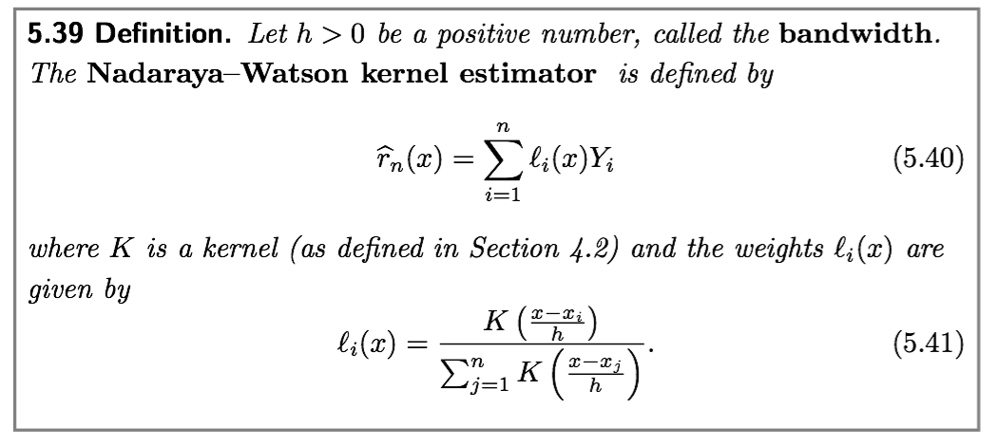 5.39 Definition. Let h > 0 be a positive number, called the bandwidth.
The Nadaraya–Watson kernel estimator is defined by
$\widehat{r}_n(x) = \sum_{i=1}^{n} \ell_i(x) Y_i$ (5.40)
where K is a kernel (as defined in Section 4.2) and the weights $\ell_i(x)$ are
given by
$\ell_i(x) = \frac{K\left(\frac{x-x_i}{h}\right)}{\sum_{j=1}^{n} K\left(\frac{x-x_j}{h}\right)}.$ (5.41)